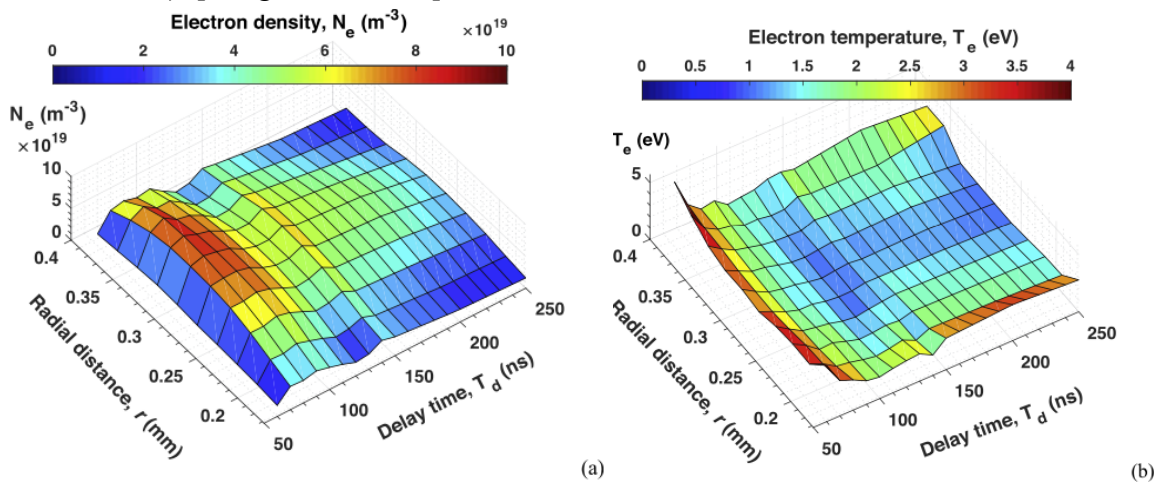 Electron density, N_e (m^-3)
×10^19
0 2 4 6 8 10
N_e (m^-3)
×10^19
10
5
0
0.4
0.35
0.3
0.25
0.2
Radial distance, r (mm)
50
100
150
200
250
Delay time, T_d (ns)
(a)
Electron temperature, T_e (eV)
0 0.5 1 1.5 2 2.5 3 3.5 4
T_e (eV)
5
0
0.4
0.35
0.3
0.25
0.2
Radial distance, r (mm)
50
100
150
200
250
Delay time, T_d (ns)
(b)